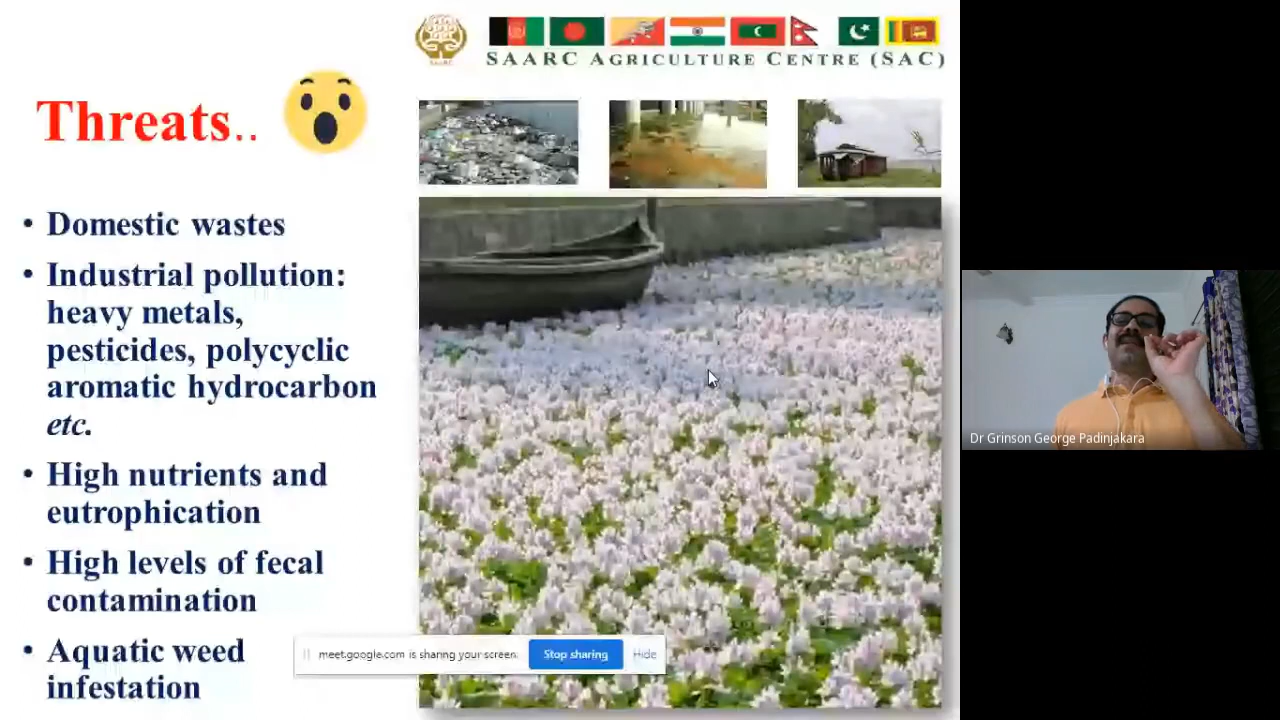 SAARC AGRICULTURE CENTRE (SAC)
Threats..
• Domestic wastes
• Industrial pollution:
heavy metals,
pesticides, polycyclic
aromatic hydrocarbon
etc.
• High nutrients and
eutrophication
• High levels of fecal
contamination
• Aquatic weed
infestation
meet.google.com is sharing your screen.
Stop sharing
Hide
Dr Grinson George Padinjakara